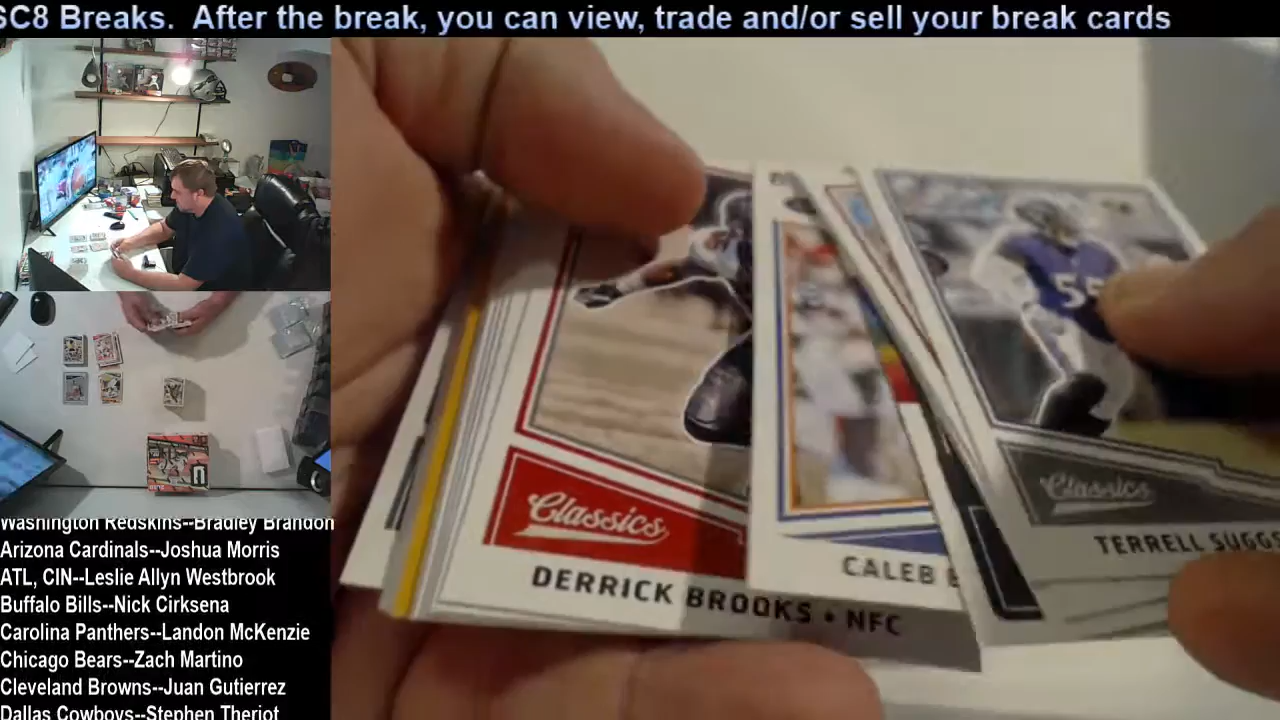 SC8 Breaks. After the break, you can view, trade and/or sell your break cards
55
Classics
TERRELL SUGGS
Classics
CALEB
DERRICK BROOKS • NFC
Washington Redskins--Bradley Brandon
Arizona Cardinals--Joshua Morris
ATL, CIN--Leslie Allyn Westbrook
Buffalo Bills--Nick Cirksena
Carolina Panthers--Landon McKenzie
Chicago Bears--Zach Martino
Cleveland Browns--Juan Gutierrez
Dallas Cowboys--Stephen Theriot